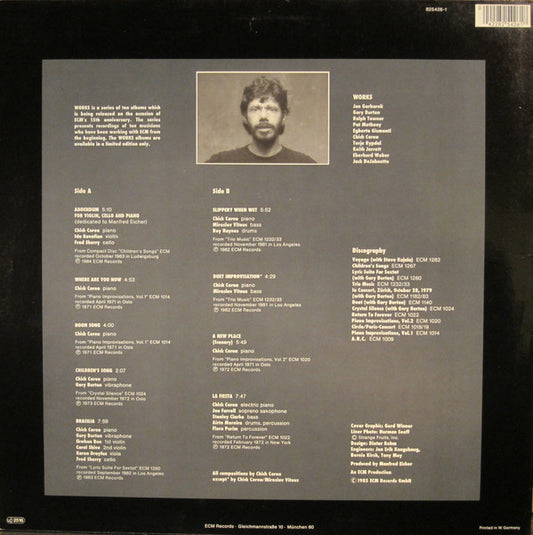 825426-1
WORKS is a series of ten albums which
is being released on the occasion of
ECM's 15th anniversary. The series
presents recordings of ten musicians
who have been working with ECM from
the beginning. The WORKS albums are
available in a limited edition only.
WORKS
Jan Garbarek
Gary Burton
Ralph Towner
Pat Metheny
Egberto Gismonti
Chick Corea
Terje Rypdal
Keith Jarrett
Eberhard Weber
Jack DeJohnette
Side A
ADDENDUM 5:10
FOR VIOLIN, CELLO AND PIANO
(dedicated to Manfred Eicher)
Chick Corea piano
Ida Kavafian violin
Fred Sherry cello
From Compact Disc "Children's Songs" ECM
recorded October 1983 in Ludwigsburg
Ⓟ 1984 ECM Records
WHERE ARE YOU NOW 4:53
Chick Corea piano
From "Piano Improvisations, Vol.1" ECM 1014
recorded April 1971 in Oslo
Ⓟ 1971 ECM Records
NOON SONG 4:00
Chick Corea piano
From "Piano Improvisations, Vol. 1" ECM 1014
recorded April 1971 in Oslo
Ⓟ 1971 ECM Records
CHILDREN'S SONG 2:07
Chick Corea piano
Gary Burton vibraphone
From "Crystal Silence" ECM 1024
recorded November 1972 in Oslo
Ⓟ 1973 ECM Records
BRASILIA 7:58
Chick Corea piano
Gary Burton vibraphone
Ikwhan Bae 1st violin
Carol Shive 2nd violin
Karen Dreyfus viola
Fred Sherry cello
From "Lyric Suite For Sextet" ECM 1260
recorded September 1982 in Oslo
Ⓟ 1983 ECM Records
Side B
SLIPPERY WHEN WET 5:52
Chick Corea piano
Miroslav Vitous bass
Roy Haynes drums
From "Trio Music" ECM 1232/33
recorded November 1981 in Los Angeles
Ⓟ 1982 ECM Records
DUET IMPROVISATION* 4:29
Chick Corea piano
Miroslav Vitous bass
From "Trio Music" ECM 1232/33
recorded November 1981 in Los Angeles
Ⓟ 1982 ECM Records
A NEW PLACE
(Scenery) 5:49
Chick Corea piano
From "Piano Improvisations, Vol 2" ECM 1020
recorded April 1971 in Oslo
Ⓟ 1972 ECM Records
LA FIESTA 7:47
Chick Corea electric piano
Joe Farrell soprano saxophone
Stanley Clarke bass
Airto Moreira drums, percussion
Flora Purim percussion
From "Return To Forever" ECM 1022
recorded February 1972 in New York
Ⓟ 1972 ECM Records
All compositions by Chick Corea
except* by Chick Corea/Miroslav Vitous
Discography
Voyage (with Steve Kujala) ECM 1282
Children's Songs ECM 1267
Lyric Suite For Sextet
(with Gary Burton) ECM 1260
Trio Music ECM 1232/33
In Concert, Zürich, October 28, 1979
(with Gary Burton) ECM 1182/83
Duet (with Gary Burton) ECM 1140
Crystal Silence (with Gary Burton) ECM 1024
Return To Forever ECM 1022
Piano Improvisations, Vol.2 ECM 1020
Circle/Paris-Concert ECM 1018/19
Piano Improvisations, Vol.1 ECM 1014
A.R.C. ECM 1009
Cover Graphic: Gerd Winner
Liner Photo: Norman Seeff
© Strange Fruits, Inc.
Design: Dieter Rehm
Engineers: Jan Erik Kongshaug,
Bernie Kirsh, Tony May
Produced by Manfred Eicher
An ECM Production
© 1985 ECM Records GmbH
ECM Records · Gleichmannstraße 10 · München 60
Printed in W. Germany